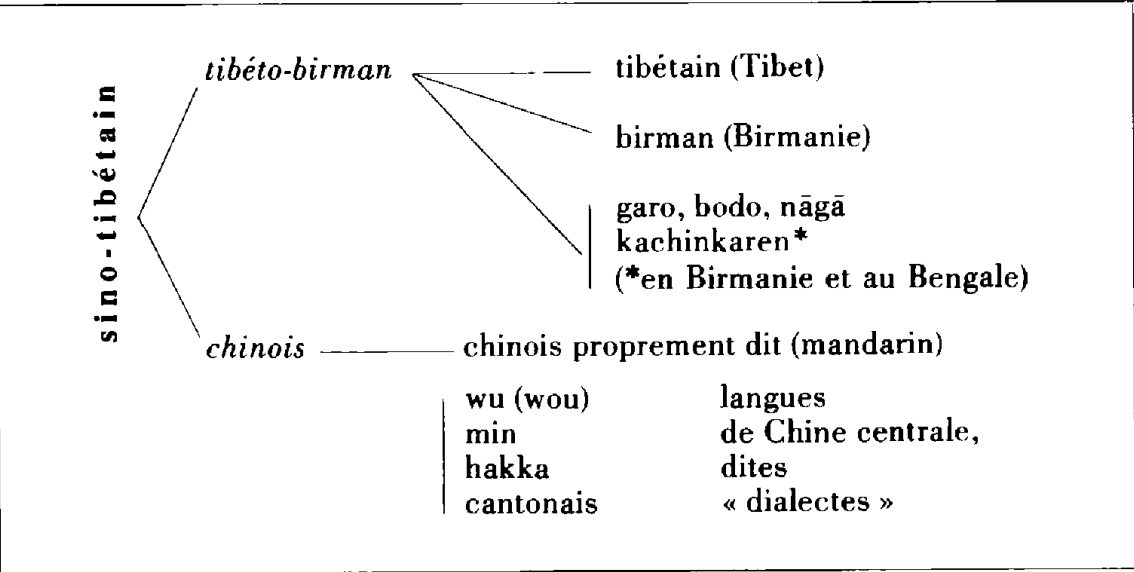 sino-tibétain
tibéto-birman
tibétain (Tibet)
birman (Birmanie)
garo, bodo, nāgā
kachinkaren*
(*en Birmanie et au Bengale)
chinois
chinois proprement dit (mandarin)
wu (wou) langues
min de Chine centrale,
hakka dites
cantonais « dialectes »